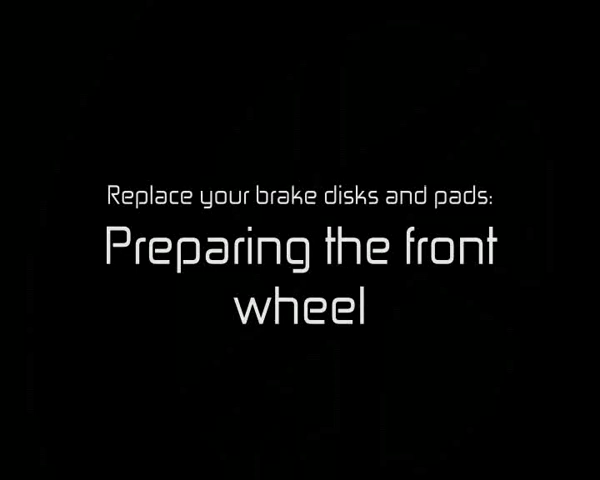 Replace your brake disks and pads:
Preparing the front
wheel